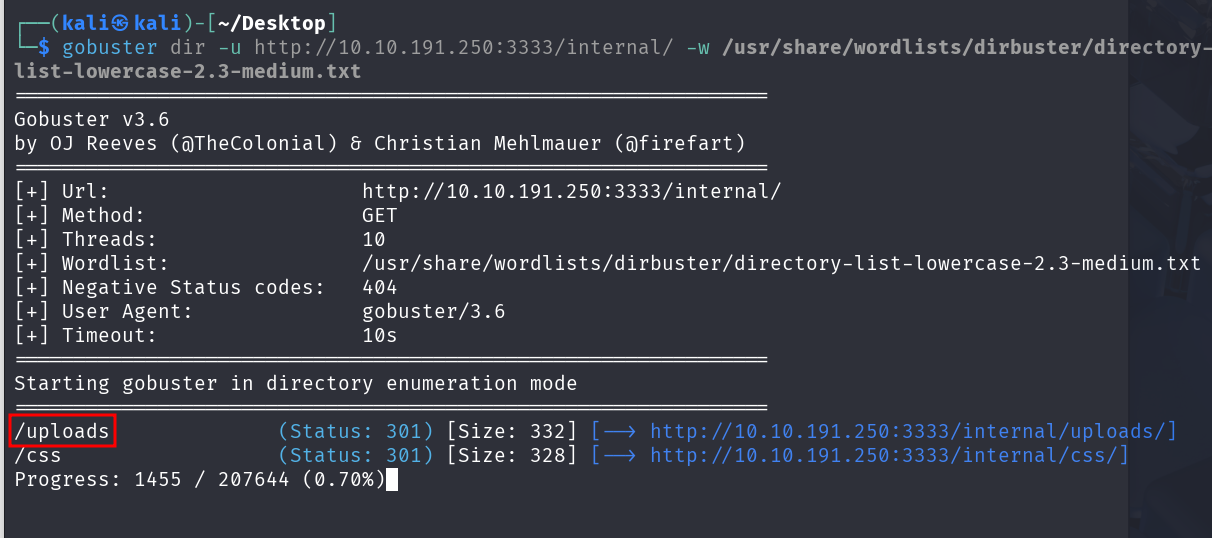 ┌──(kali㉿kali)-[~/Desktop]
└─$ gobuster dir -u http://10.10.191.250:3333/internal/ -w /usr/share/wordlists/dirbuster/directory-
list-lowercase-2.3-medium.txt
===============================================================
Gobuster v3.6
by OJ Reeves (@TheColonial) & Christian Mehlmauer (@firefart)
===============================================================
[+] Url:                     http://10.10.191.250:3333/internal/
[+] Method:                  GET
[+] Threads:                 10
[+] Wordlist:                /usr/share/wordlists/dirbuster/directory-list-lowercase-2.3-medium.txt
[+] Negative Status codes:   404
[+] User Agent:              gobuster/3.6
[+] Timeout:                 10s
===============================================================
Starting gobuster in directory enumeration mode
===============================================================
/uploads              (Status: 301) [Size: 332] [--> http://10.10.191.250:3333/internal/uploads/]
/css                  (Status: 301) [Size: 328] [--> http://10.10.191.250:3333/internal/css/]
Progress: 1455 / 207644 (0.70%)